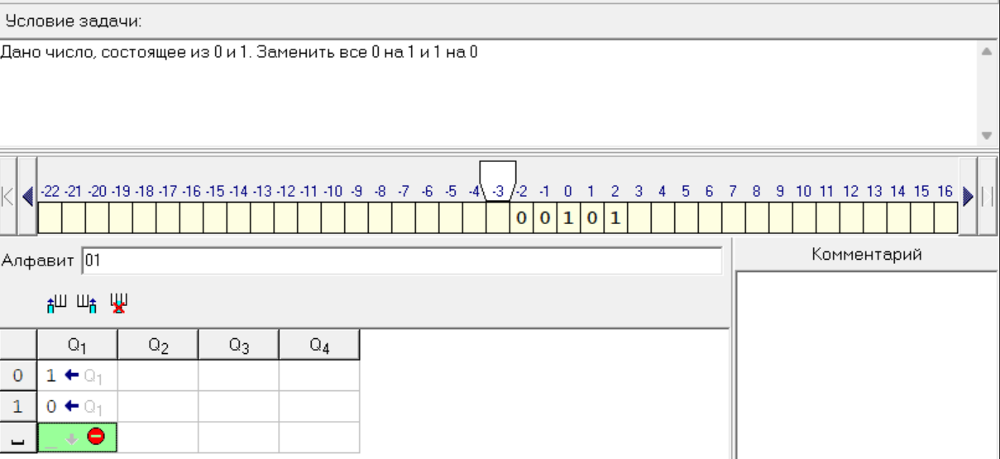 Условие задачи:
Дано число, состоящее из 0 и 1. Заменить все 0 на 1 и 1 на 0
-22 -21 -20 -19 -18 -17 -16 -15 -14 -13 -12 -11 -10 -9 -8 -7 -6 -5 -4 -3 -2 -1 0 1 2 3 4 5 6 7 8 9 10 11 12 13 14 15 16
0 0 1 0 1
Алфавит 01
Комментарий
Q1 Q2 Q3 Q4
0 1 ← Q1
1 0 ← Q1
␣ _ ↓